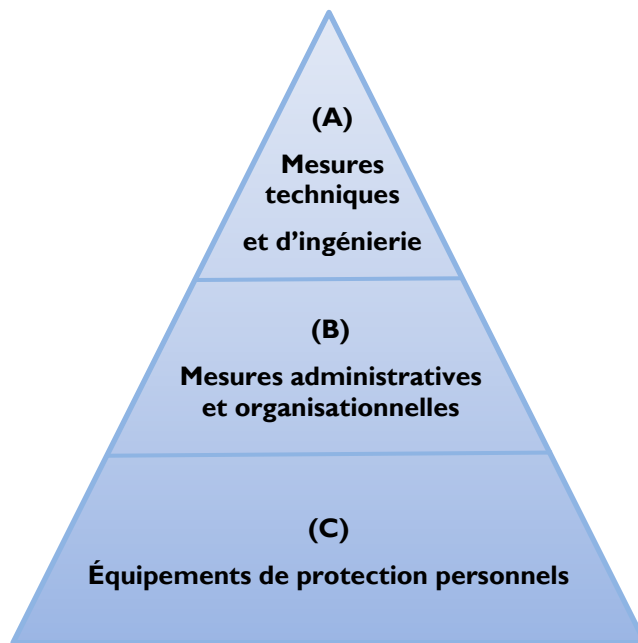 (A)
Mesures
techniques
et d’ingénierie
(B)
Mesures administratives
et organisationnelles
(C)
Équipements de protection personnels